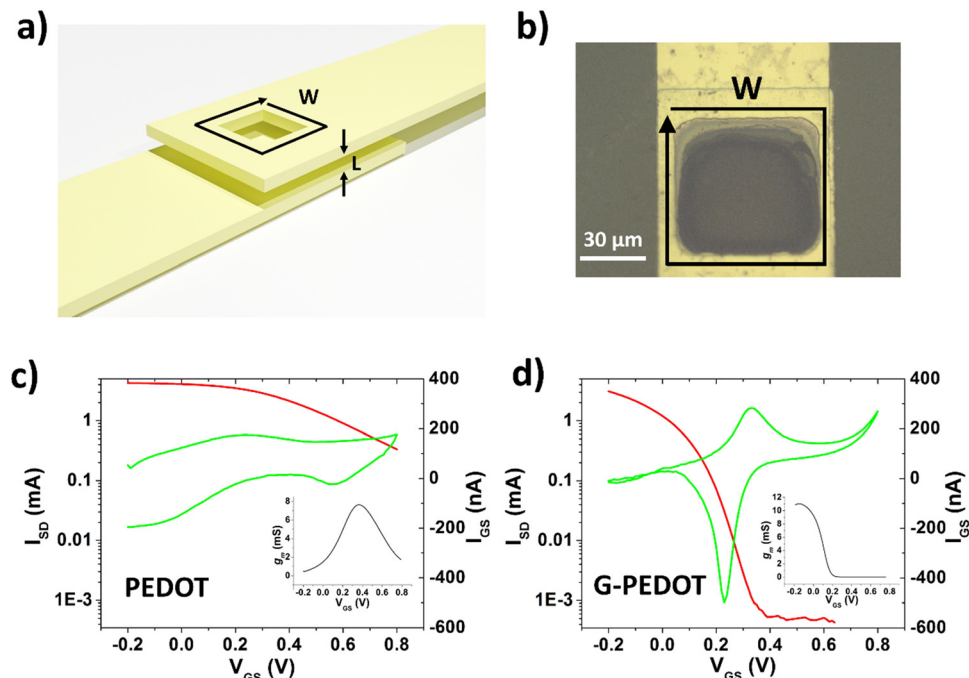 a)
W
L
b)
W
30 µm
c)
PEDOT
I_SD (mA)
1
0.1
0.01
1E-3
I_GS (nA)
400
200
0
-200
-400
-600
-0.2 0.0 0.2 0.4 0.6 0.8
V_GS (V)
g_m (mS)
8
6
4
2
0
-0.2 0.0 0.2 0.4 0.6 0.8
V_GS (V)
d)
G-PEDOT
I_SD (mA)
1
0.1
0.01
1E-3
I_GS (nA)
400
200
0
-200
-400
-600
-0.2 0.0 0.2 0.4 0.6 0.8
V_GS (V)
g_m (mS)
12
10
8
6
4
2
0
-0.2 0.0 0.2 0.4 0.6 0.8
V_GS (V)